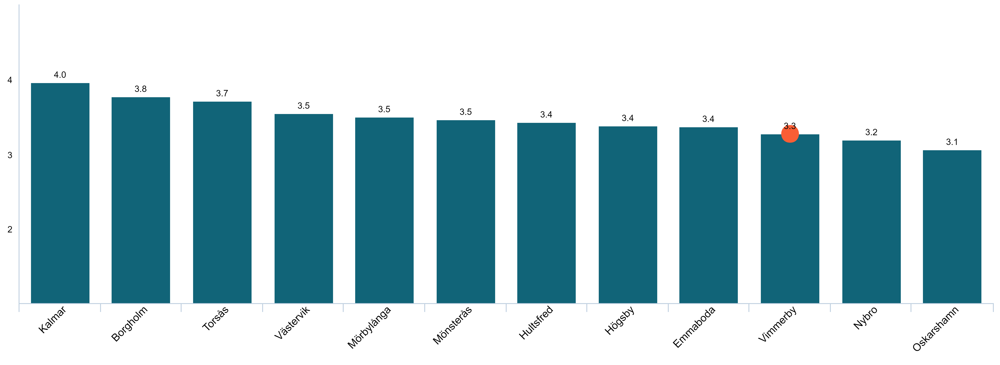 4.0
3.8
3.7
3.5
3.5
3.5
3.4
3.4
3.4
3.3
3.2
3.1
4
3
2
Kalmar
Borgholm
Torsås
Västervik
Mörbylånga
Mönsterås
Hultsfred
Högsby
Emmaboda
Vimmerby
Nybro
Oskarshamn